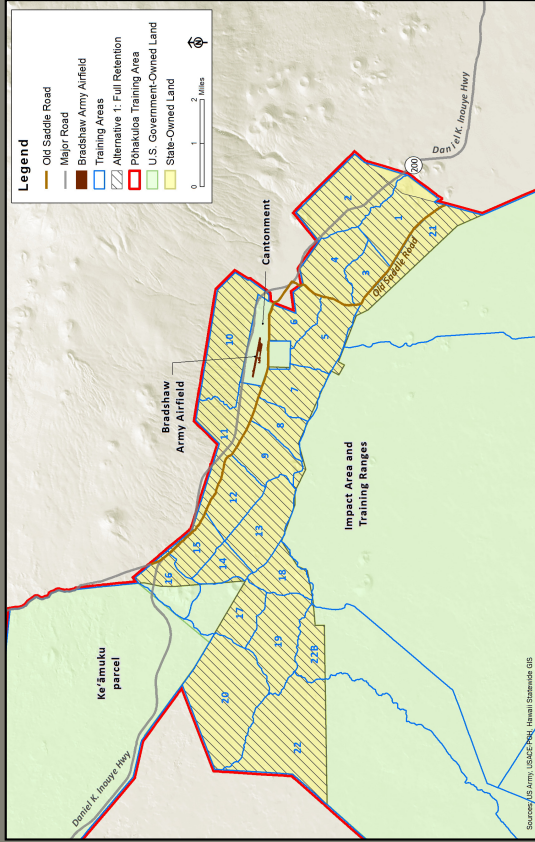 Legend
Old Saddle Road
Major Road
Bradshaw Army Airfield
Training Areas
Alternative 1: Full Retention
Pōhakuloa Training Area
U.S. Government-Owned Land
State-Owned Land
N
0 1 2
Miles
Cantonment
Bradshaw
Army Airfield
Daniel K. Inouye Hwy
200
Old Saddle Road
2
1
21
4
3
6
5
10
7
8
11
9
12
13
15
14
16
18
17
19
22B
20
22
Impact Area and
Training Ranges
Keʻāmuku
parcel
Daniel K. Inouye Hwy
Sources: US Army, USACE-POH, Hawaii Statewide GIS